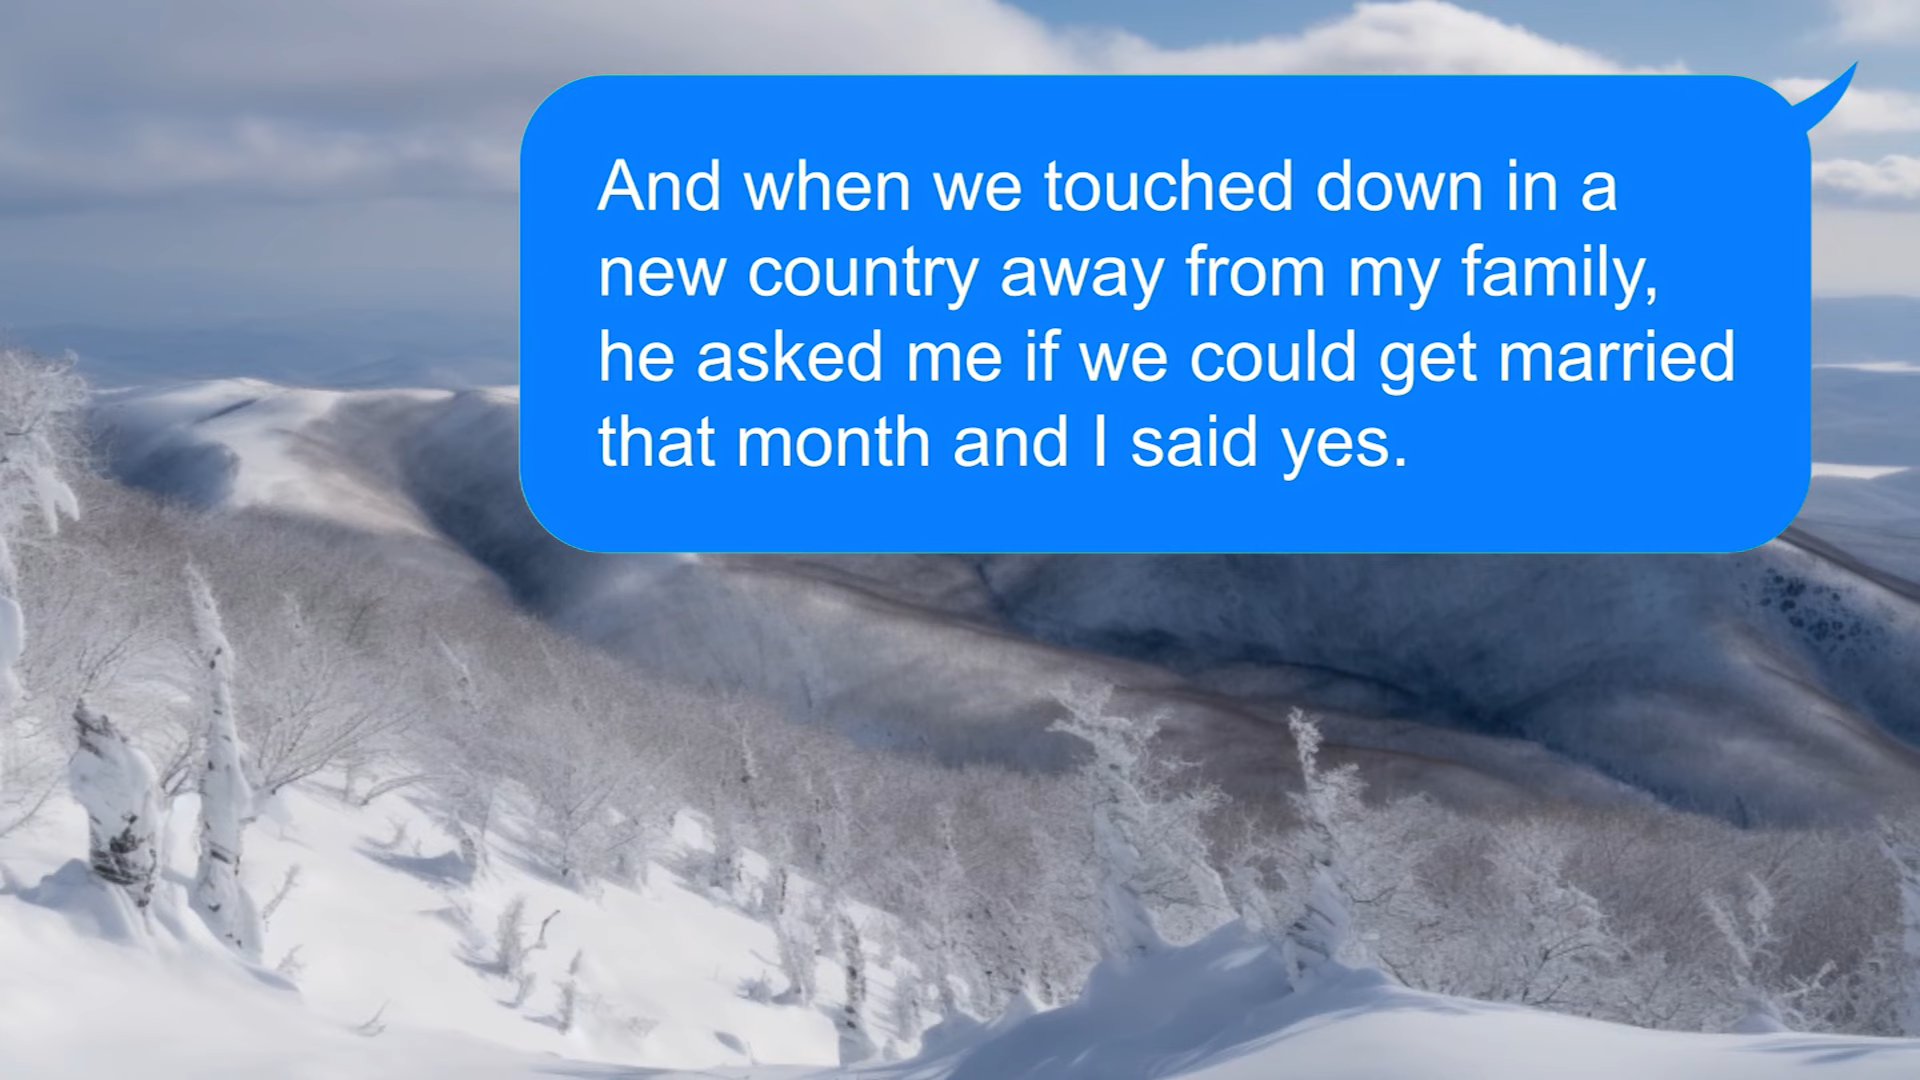 And when we touched down in a
new country away from my family,
he asked me if we could get married
that month and I said yes.